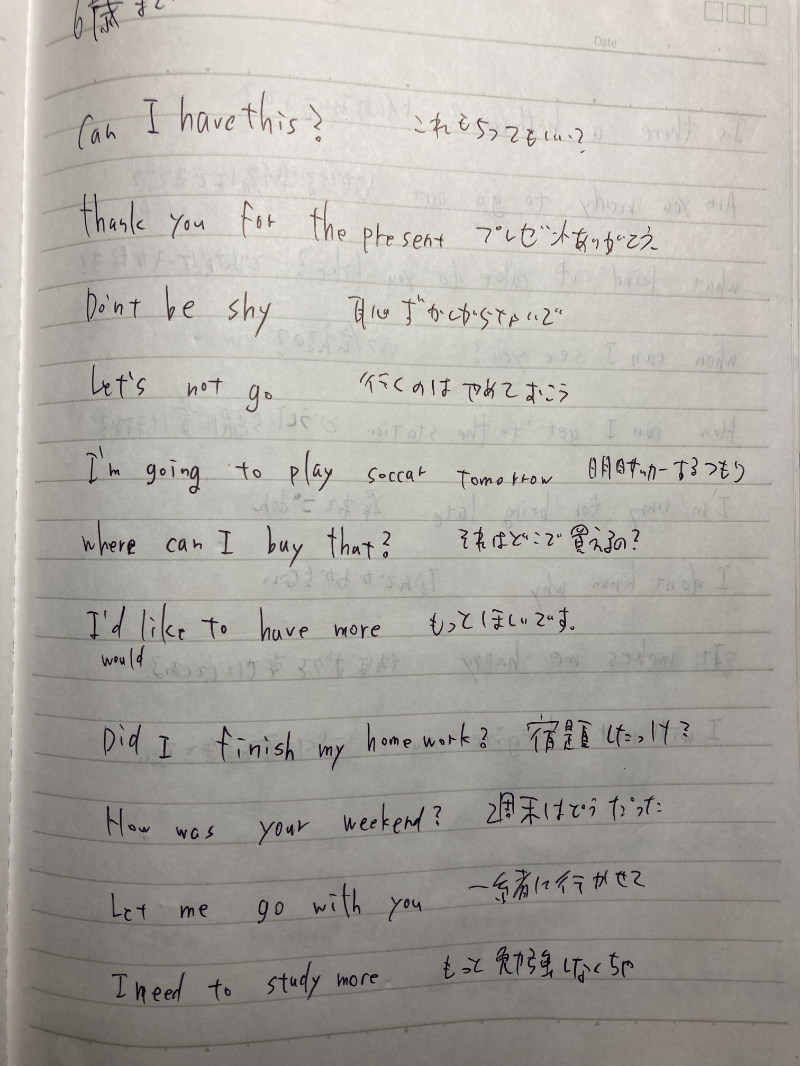 6歳まで
Date
Can I have this? これもらってもいい?
thank you for the present プレゼントありがとう
Don't be shy 恥ずかしがらないで
Let's not go 行くのはやめておこう
I'm going to play soccar tomorrow 明日サッカーするつもり
where can I buy that? それはどこで買えるの?
I'd like to have more もっとほしいです。
would
Did I finish my homework? 宿題したっけ?
How was your weekend? 週末はどうだった
Let me go with you 一緒に行かせて
I need to study more もっと勉強しなくちゃ